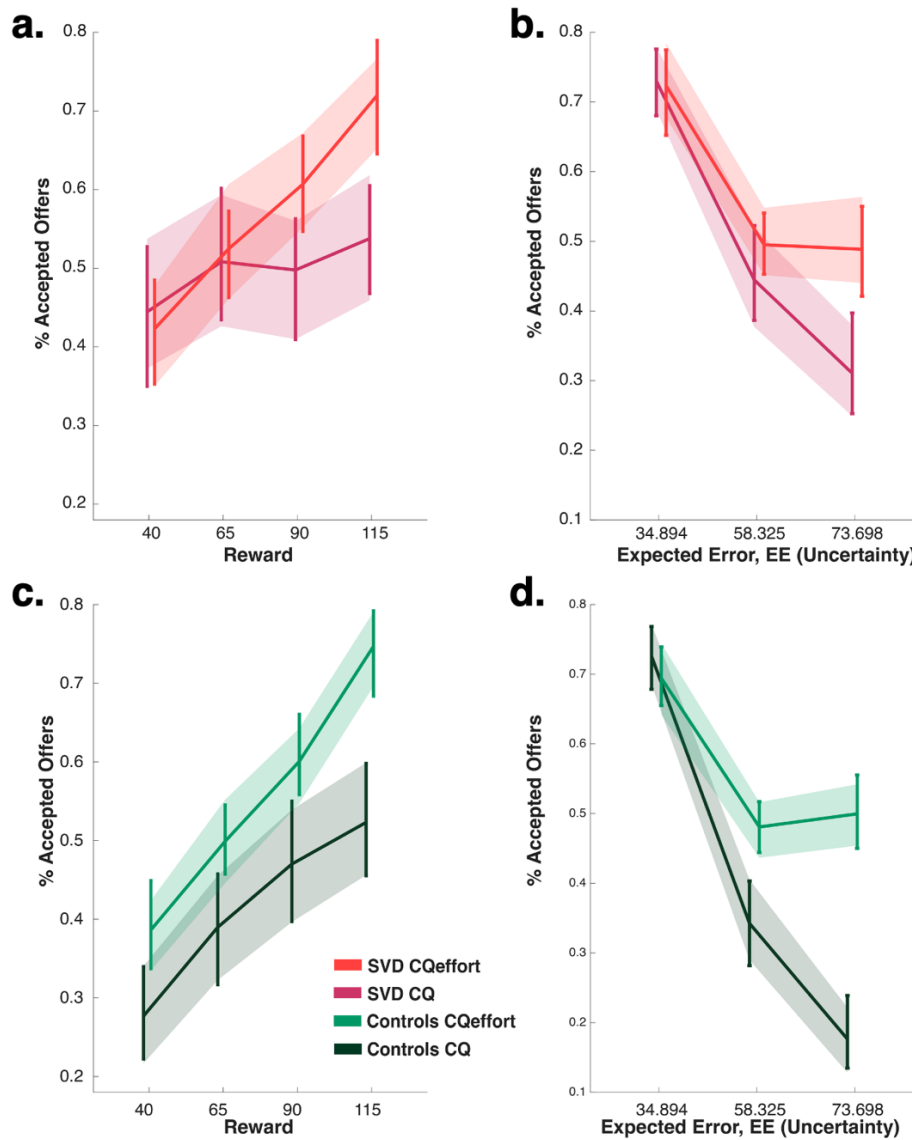 a.
% Accepted Offers
0.8
0.7
0.6
0.5
0.4
0.3
0.2
40 65 90 115
Reward
b.
% Accepted Offers
0.8
0.7
0.6
0.5
0.4
0.3
0.2
0.1
34.894 58.325 73.698
Expected Error, EE (Uncertainty)
c.
% Accepted Offers
0.8
0.7
0.6
0.5
0.4
0.3
0.2
40 65 90 115
Reward
SVD CQeffort
SVD CQ
Controls CQeffort
Controls CQ
d.
% Accepted Offers
0.8
0.7
0.6
0.5
0.4
0.3
0.2
0.1
34.894 58.325 73.698
Expected Error, EE (Uncertainty)